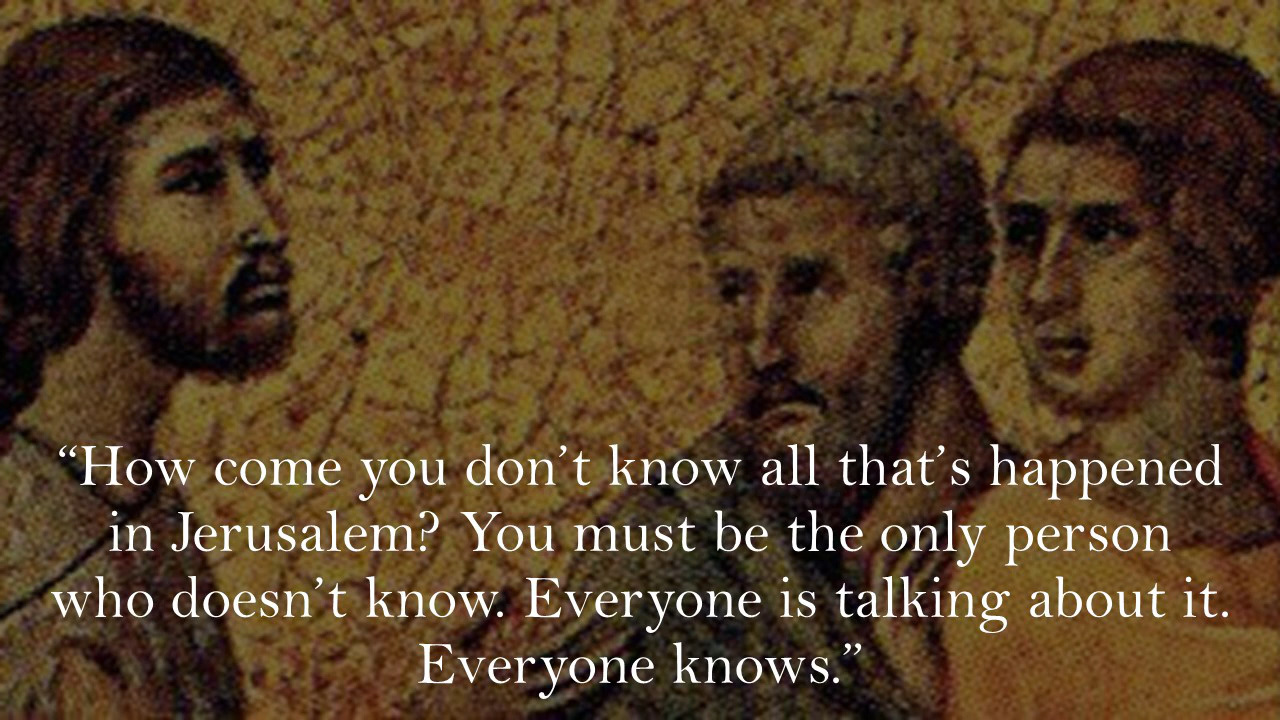 “How come you don’t know all that’s happened
in Jerusalem? You must be the only person
who doesn’t know. Everyone is talking about it.
Everyone knows.”